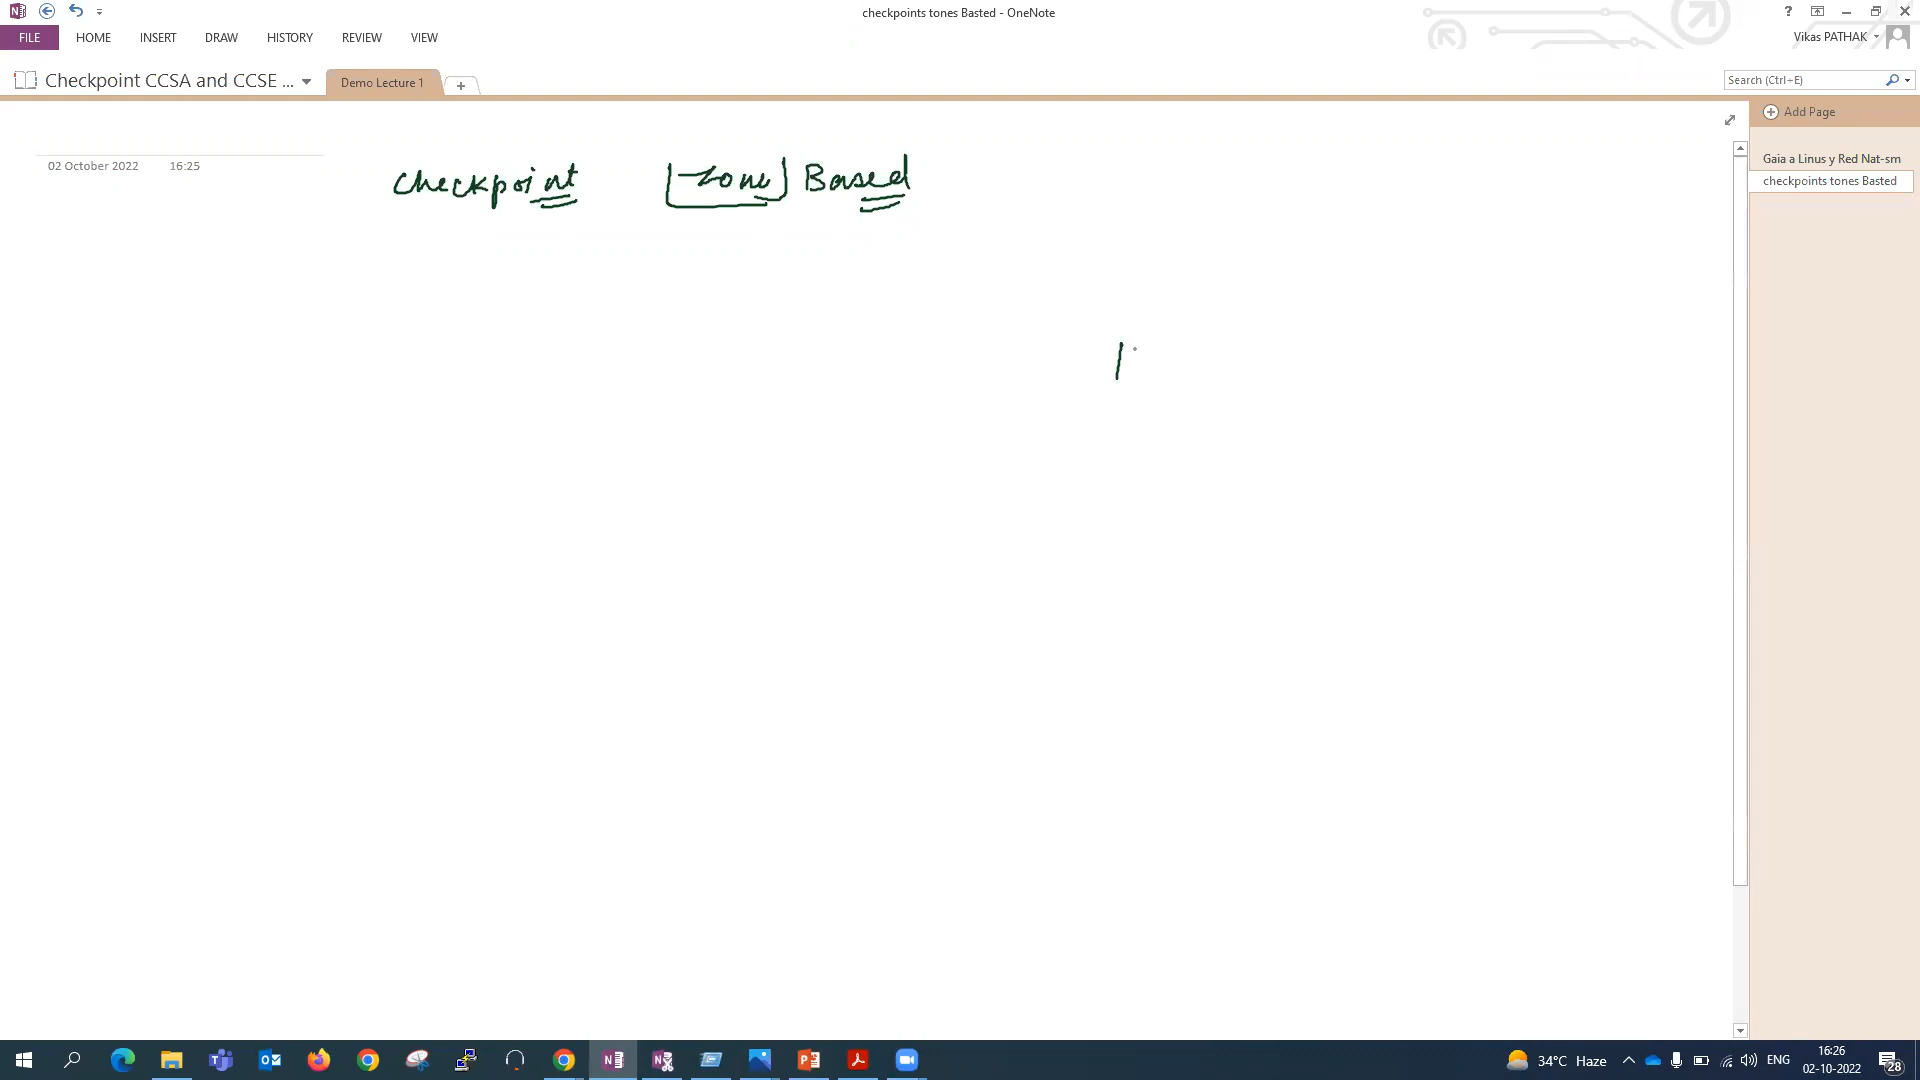 checkpoints tones Basted - OneNote
?
FILE HOME INSERT DRAW HISTORY REVIEW VIEW
Vikas PATHAK
Checkpoint CCSA and CCSE ...
Demo Lecture 1
Search (Ctrl+E)
Add Page
Gaia a Linus y Red Nat-sm
checkpoints tones Basted
02 October 2022 16:25
checkpoint Zone Based
34°C Haze
ENG
16:26
02-10-2022
28